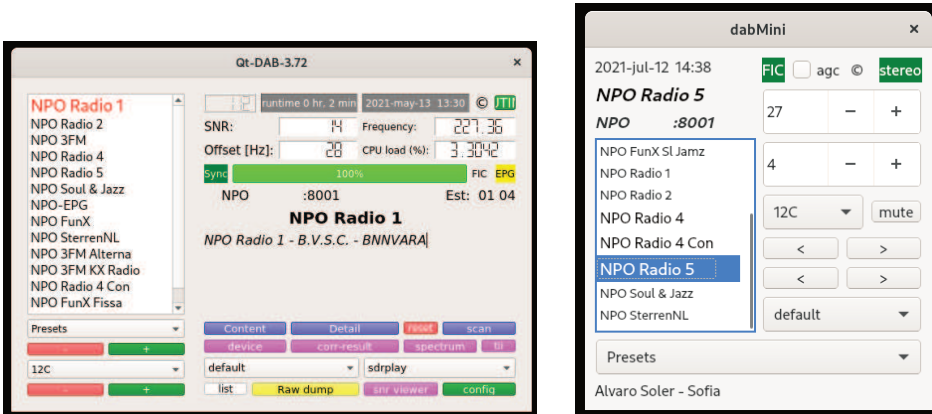 Qt-DAB-3.72 ×
NPO Radio 1
NPO Radio 2
NPO 3FM
NPO Radio 4
NPO Radio 5
NPO Soul & Jazz
NPO-EPG
NPO FunX
NPO SterrenNL
NPO 3FM Alterna
NPO 3FM KX Radio
NPO Radio 4 Con
NPO FunX Fissa
Presets
- +
12C
- +
12 runtime 0 hr. 2 min 2021-may-13 13:30 ©
SNR: 14 Frequency: 227.36
Offset [Hz]: 28 CPU load (%): 3.3042
Sync 100% FIC EPG
NPO :8001 Est: 01 04
NPO Radio 1
NPO Radio 1 - B.V.S.C. - BNNVARA
Content Detail reset scan
device corr-result spectrum tii
default sdrplay
list Raw dump snr viewer config
dabMini ×
2021-jul-12 14:38 FIC agc © stereo
NPO Radio 5
NPO :8001
27 - +
4 - +
12C mute
< >
< >
default
NPO FunX Sl Jamz
NPO Radio 1
NPO Radio 2
NPO Radio 4
NPO Radio 4 Con
NPO Radio 5
NPO Soul & Jazz
NPO SterrenNL
Presets
Alvaro Soler - Sofia